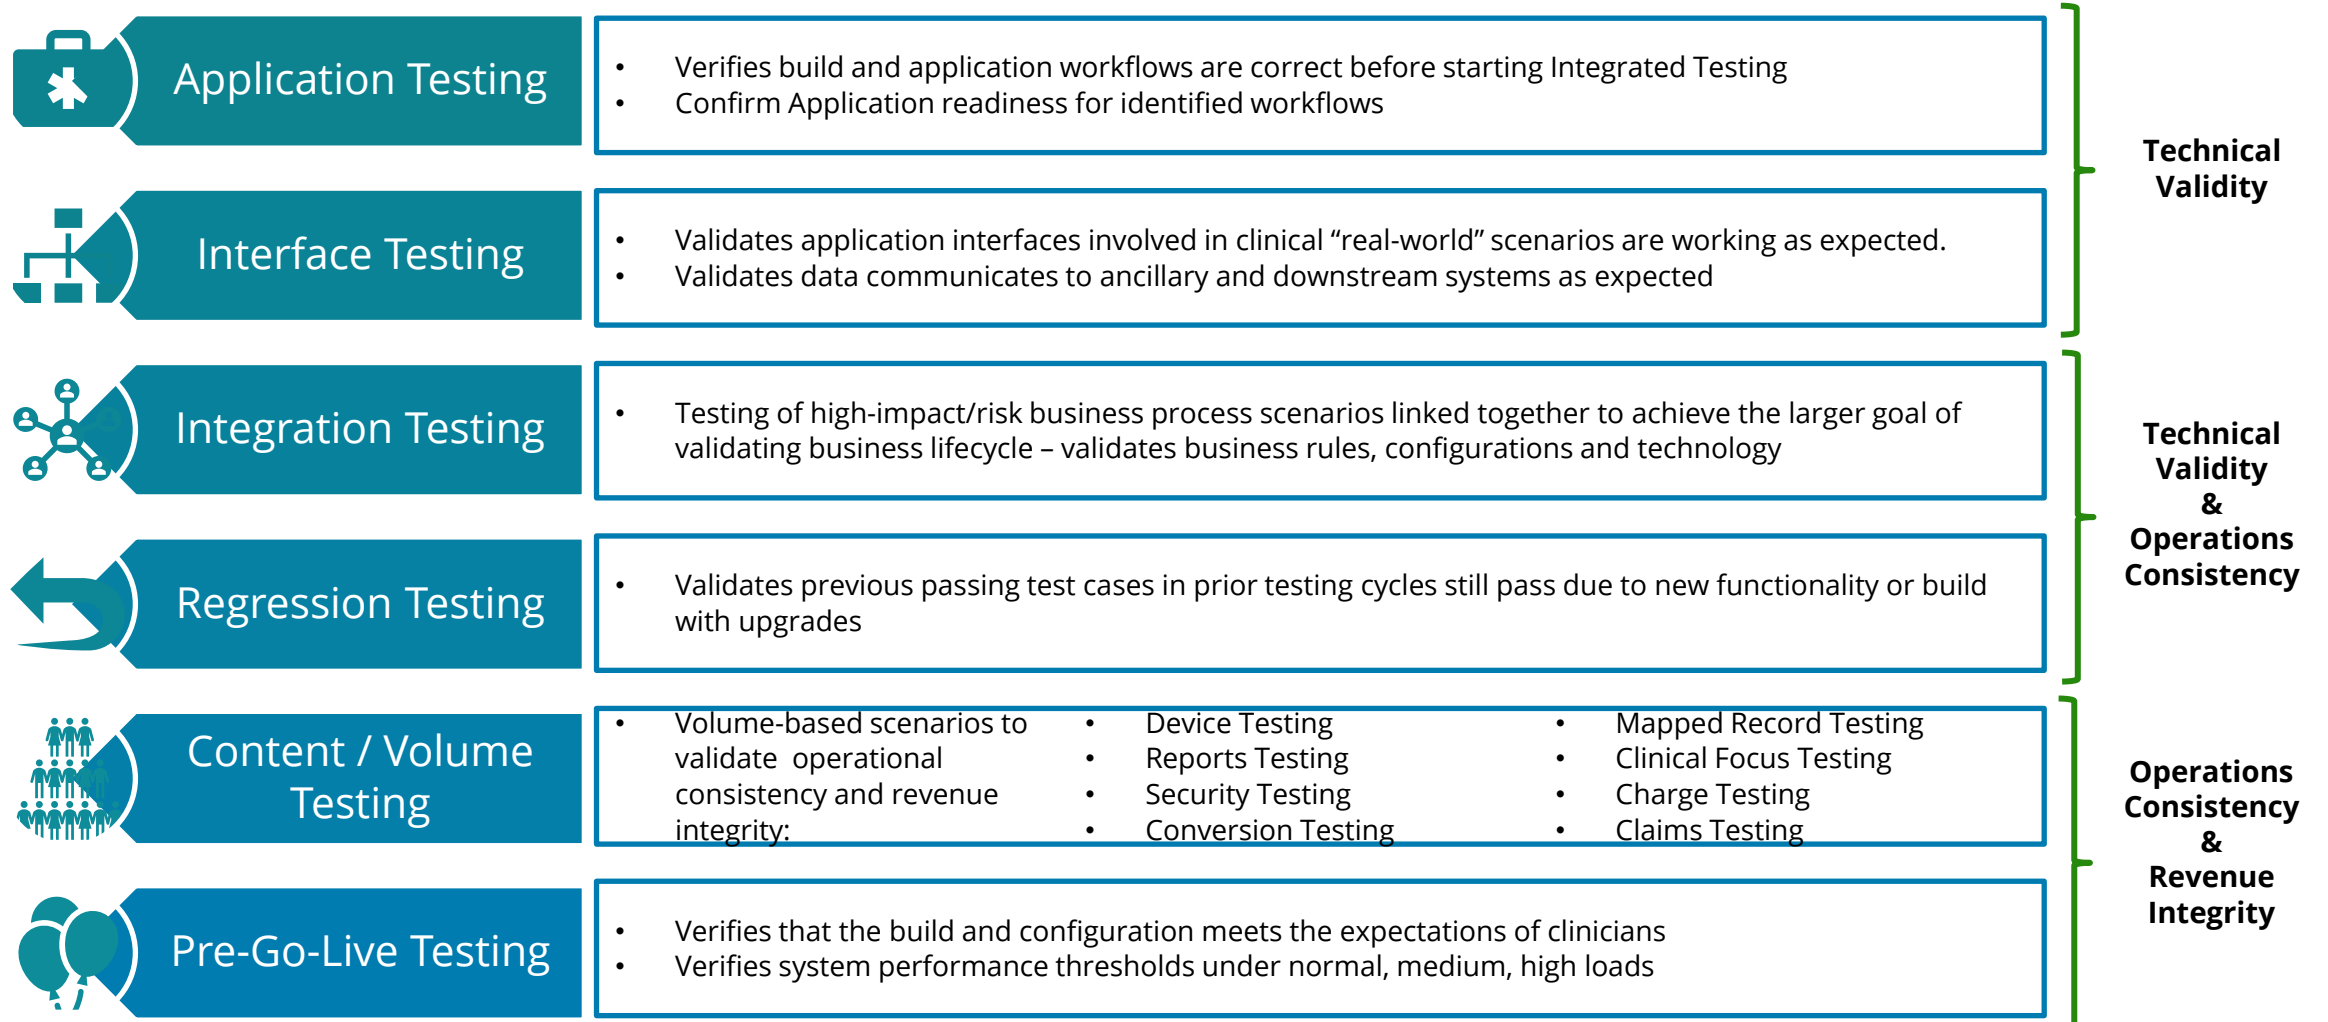 Application Testing
• Verifies build and application workflows are correct before starting Integrated Testing
• Confirm Application readiness for identified workflows
Technical
Validity
Interface Testing
• Validates application interfaces involved in clinical “real-world” scenarios are working as expected.
• Validates data communicates to ancillary and downstream systems as expected
Integration Testing
• Testing of high-impact/risk business process scenarios linked together to achieve the larger goal of
validating business lifecycle – validates business rules, configurations and technology
Technical
Validity
&
Operations
Consistency
Regression Testing
• Validates previous passing test cases in prior testing cycles still pass due to new functionality or build
with upgrades
Content / Volume
Testing
• Volume-based scenarios to
validate operational
consistency and revenue
integrity:
• Device Testing
• Reports Testing
• Security Testing
• Conversion Testing
• Mapped Record Testing
• Clinical Focus Testing
• Charge Testing
• Claims Testing
Operations
Consistency
&
Revenue
Integrity
Pre-Go-Live Testing
• Verifies that the build and configuration meets the expectations of clinicians
• Verifies system performance thresholds under normal, medium, high loads